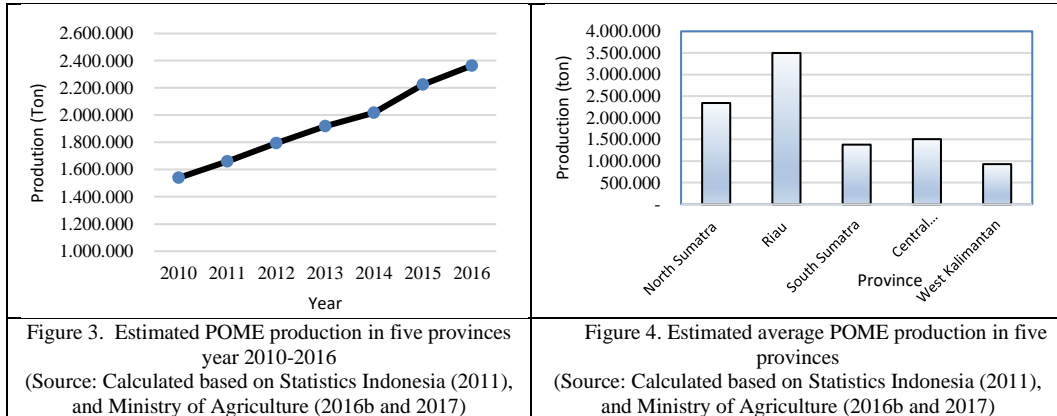 2.600.000
2.400.000
2.200.000
2.000.000
1.800.000
1.600.000
1.400.000
1.200.000
1.000.000
Prodution (Ton)
2010 2011 2012 2013 2014 2015 2016
Year
Figure 3. Estimated POME production in five provinces
year 2010-2016
(Source: Calculated based on Statistics Indonesia (2011),
and Ministry of Agriculture (2016b and 2017)
4.000.000
3.500.000
3.000.000
2.500.000
2.000.000
1.500.000
1.000.000
500.000
-
Production (ton)
North Sumatra
Riau
South Sumatra
Central...
West Kalimantan
Province
Figure 4. Estimated average POME production in five
provinces
(Source: Calculated based on Statistics Indonesia (2011),
and Ministry of Agriculture (2016b and 2017)